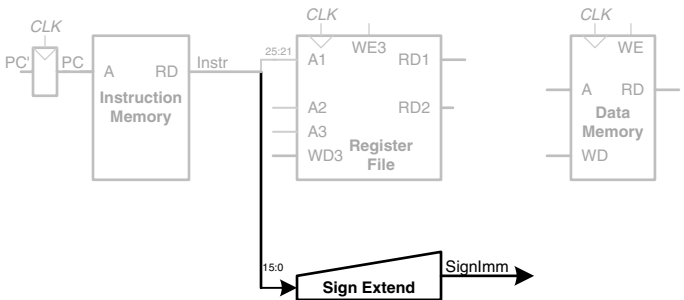 CLK
CLK
CLK
PC'
PC
A
RD
Instr
Instruction
Memory
25:21
A1
WE3
RD1
A2
RD2
A3
WD3
Register
File
WE
A
RD
Data
Memory
WD
15:0
SignImm
Sign Extend